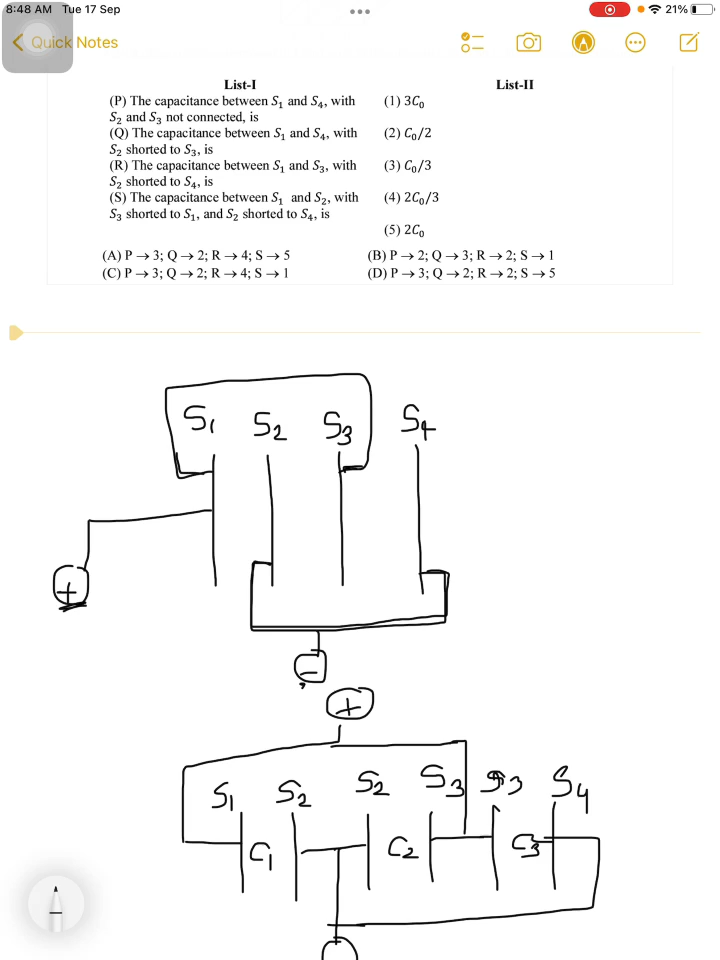 8:48 AM Tue 17 Sep
21%
Quick Notes
List-I List-II
(P) The capacitance between S₁ and S₄, with (1) 3C₀
S₂ and S₃ not connected, is
(Q) The capacitance between S₁ and S₄, with (2) C₀/2
S₂ shorted to S₃, is
(R) The capacitance between S₁ and S₃, with (3) C₀/3
S₂ shorted to S₄, is
(S) The capacitance between S₁ and S₂, with (4) 2C₀/3
S₃ shorted to S₁, and S₂ shorted to S₄, is
(5) 2C₀
(A) P → 3; Q → 2; R → 4; S → 5 (B) P → 2; Q → 3; R → 2; S → 1
(C) P → 3; Q → 2; R → 4; S → 1 (D) P → 3; Q → 2; R → 2; S → 5
S₁ S₂ S₃ S₄
+
−
+
S₁ S₂ S₂ S₃ S₃ S₄
C₁ C₂ C₃